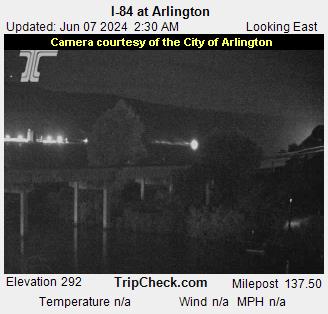 I-84 at Arlington
Updated: Jun 07 2024 2:30 AM Looking East
Camera courtesy of the City of Arlington
Elevation 292 TripCheck.com Milepost 137.50
Temperature n/a Wind n/a MPH n/a